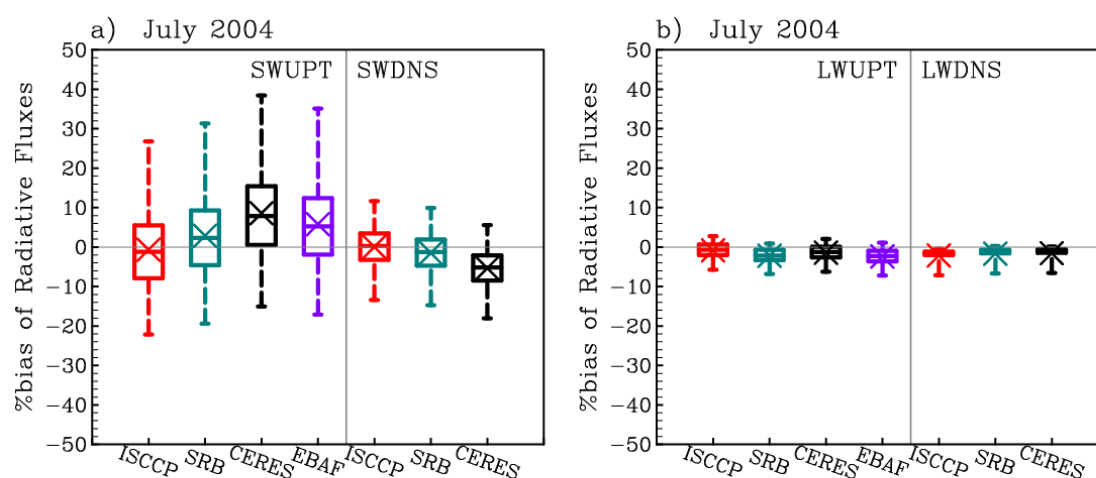 a) July 2004
%bias of Radiative Fluxes
50
40
30
20
10
0
−10
−20
−30
−40
−50
SWUPT
SWDNS
ISCCP
SRB
CERES
EBAF
ISCCP
SRB
CERES
b) July 2004
%bias of Radiative Fluxes
50
40
30
20
10
0
−10
−20
−30
−40
−50
LWUPT
LWDNS
ISCCP
SRB
CERES
EBAF
ISCCP
SRB
CERES